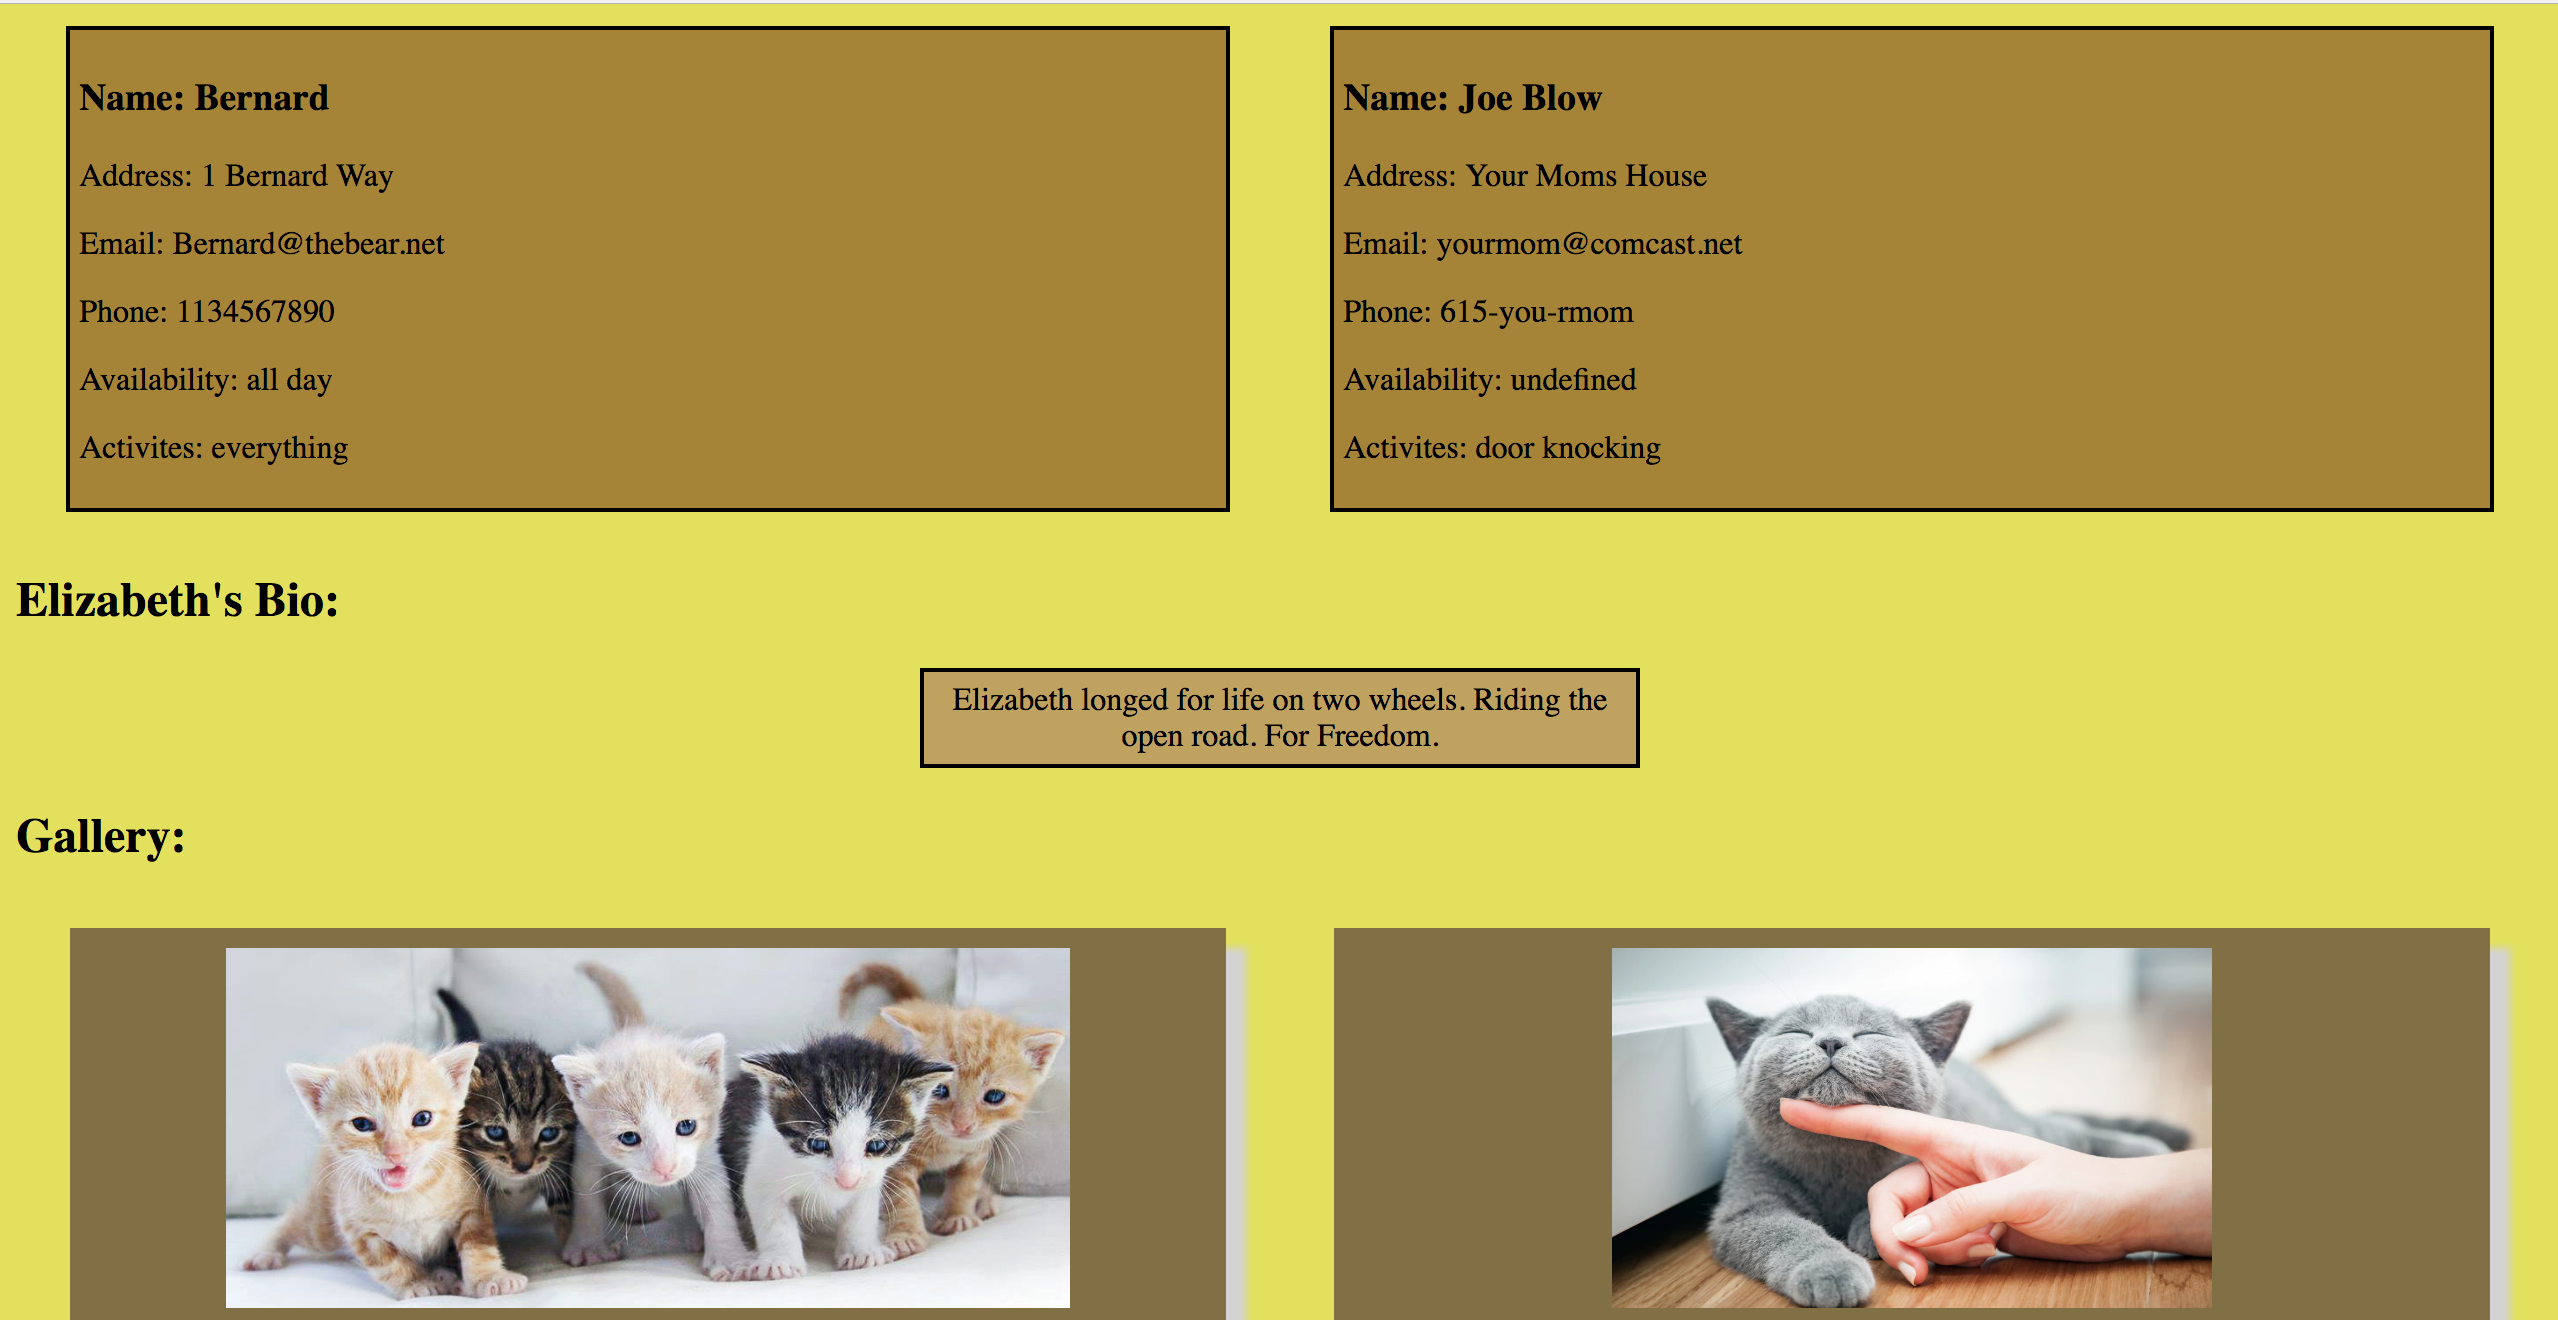 Name: Bernard
Address: 1 Bernard Way
Email: Bernard@thebear.net
Phone: 1134567890
Availability: all day
Activites: everything
Name: Joe Blow
Address: Your Moms House
Email: yourmom@comcast.net
Phone: 615-you-rmom
Availability: undefined
Activites: door knocking
Elizabeth's Bio:
Elizabeth longed for life on two wheels. Riding the
open road. For Freedom.
Gallery: